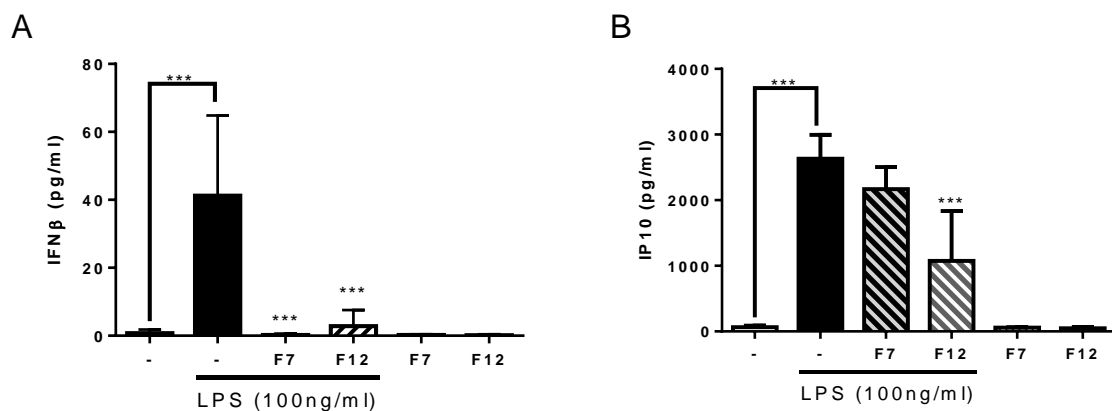 A
IFNβ (pg/ml)
80
60
40
20
0
***
***
***
- - F7 F12 F7 F12
LPS (100ng/ml)
B
IP10 (pg/ml)
4000
3000
2000
1000
0
***
***
- - F7 F12 F7 F12
LPS (100ng/ml)